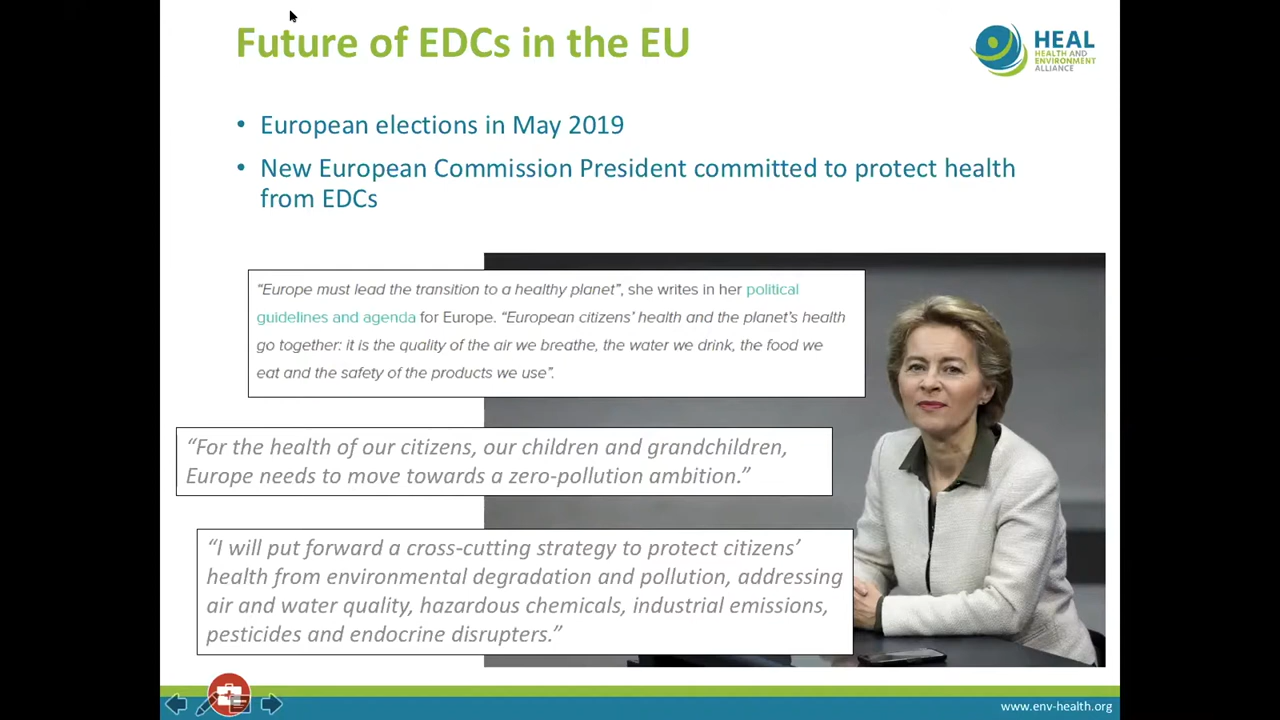 Future of EDCs in the EU
HEAL
HEALTH AND
ENVIRONMENT
ALLIANCE
• European elections in May 2019
• New European Commission President committed to protect health
from EDCs
“Europe must lead the transition to a healthy planet”, she writes in her political
guidelines and agenda for Europe. “European citizens’ health and the planet’s health
go together: it is the quality of the air we breathe, the water we drink, the food we
eat and the safety of the products we use”.
“For the health of our citizens, our children and grandchildren,
Europe needs to move towards a zero-pollution ambition.”
“I will put forward a cross-cutting strategy to protect citizens’
health from environmental degradation and pollution, addressing
air and water quality, hazardous chemicals, industrial emissions,
pesticides and endocrine disrupters.”
www.env-health.org